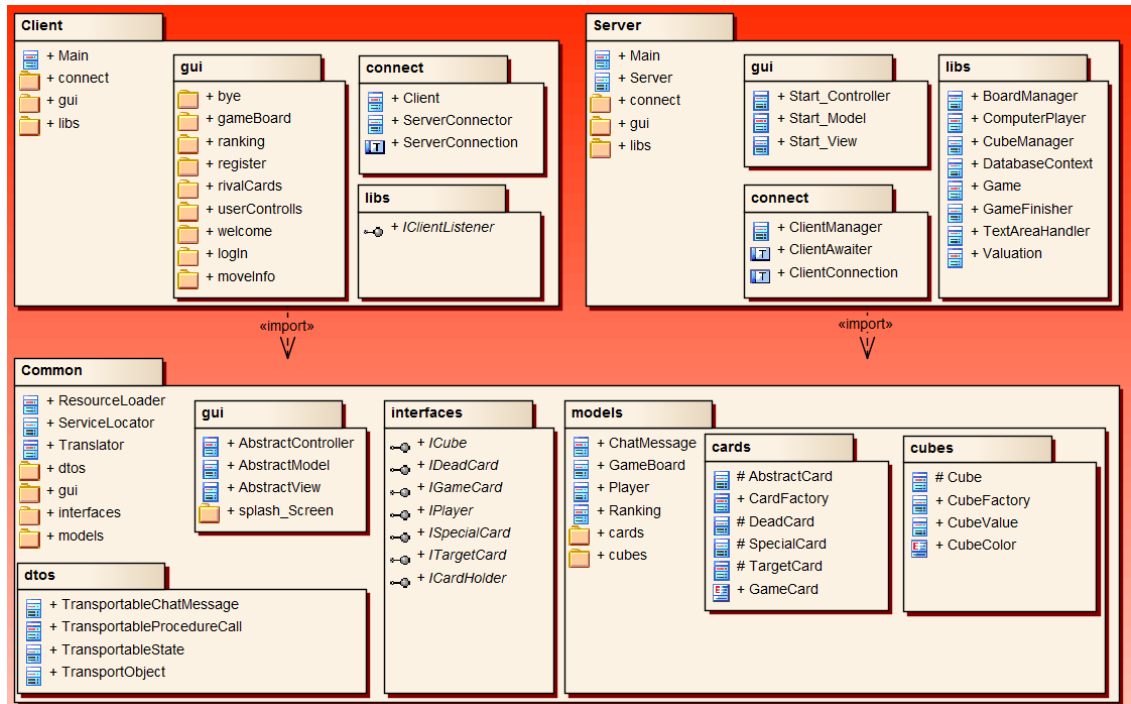 Client
+ Main
+ connect
+ gui
+ libs
gui
+ bye
+ gameBoard
+ ranking
+ register
+ rivalCards
+ userControlls
+ welcome
+ logIn
+ moveInfo
connect
+ Client
+ ServerConnector
+ ServerConnection
libs
+ IClientListener
Server
+ Main
+ Server
+ connect
+ gui
+ libs
gui
+ Start_Controller
+ Start_Model
+ Start_View
connect
+ ClientManager
+ ClientAwaiter
+ ClientConnection
libs
+ BoardManager
+ ComputerPlayer
+ CubeManager
+ DatabaseContext
+ Game
+ GameFinisher
+ TextAreaHandler
+ Valuation
«import»
«import»
Common
+ ResourceLoader
+ ServiceLocator
+ Translator
+ dtos
+ gui
+ interfaces
+ models
gui
+ AbstractController
+ AbstractModel
+ AbstractView
+ splash_Screen
dtos
+ TransportableChatMessage
+ TransportableProcedureCall
+ TransportableState
+ TransportObject
interfaces
+ ICube
+ IDeadCard
+ IGameCard
+ IPlayer
+ ISpecialCard
+ ITargetCard
+ ICardHolder
models
+ ChatMessage
+ GameBoard
+ Player
+ Ranking
+ cards
+ cubes
cards
# AbstractCard
+ CardFactory
# DeadCard
# SpecialCard
# TargetCard
+ GameCard
cubes
# Cube
+ CubeFactory
+ CubeValue
+ CubeColor